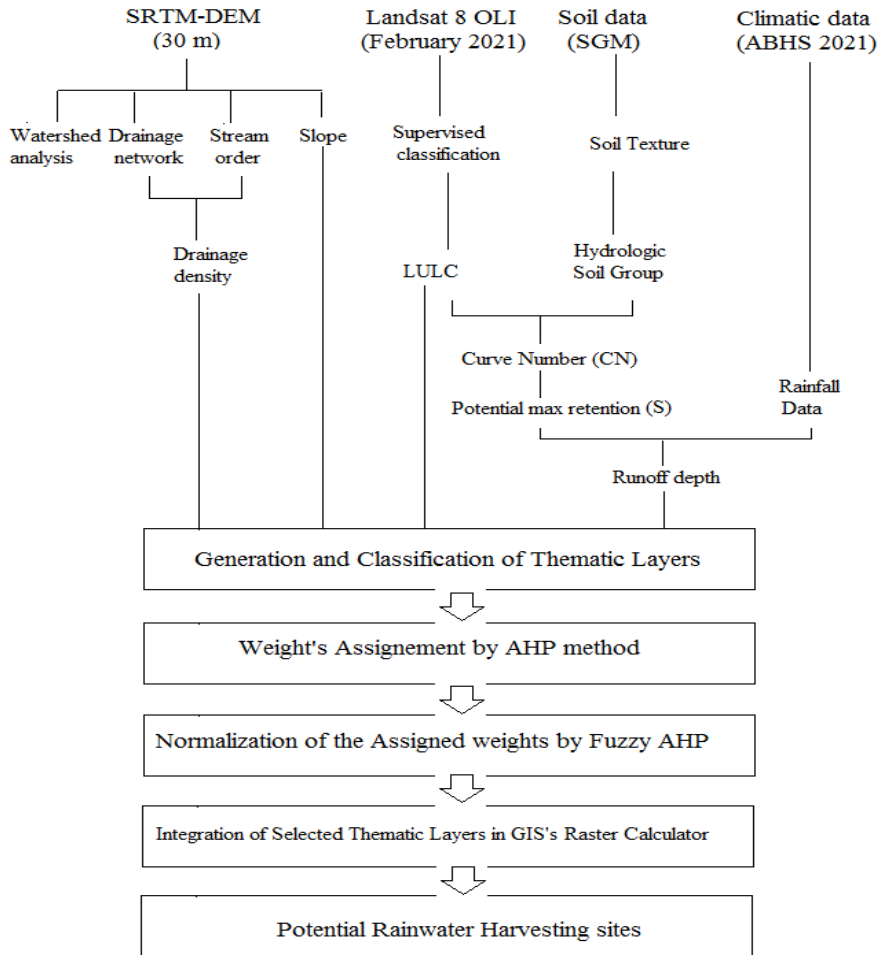 SRTM-DEM
(30 m)
Landsat 8 OLI
(February 2021)
Soil data
(SGM)
Climatic data
(ABHS 2021)
Watershed
analysis
Drainage
network
Stream
order
Slope
Supervised
classification
Soil Texture
Drainage
density
LULC
Hydrologic
Soil Group
Curve Number (CN)
Potential max retention (S)
Rainfall
Data
Runoff depth
Generation and Classification of Thematic Layers
Weight's Assignement by AHP method
Normalization of the Assigned weights by Fuzzy AHP
Integration of Selected Thematic Layers in GIS's Raster Calculator
Potential Rainwater Harvesting sites